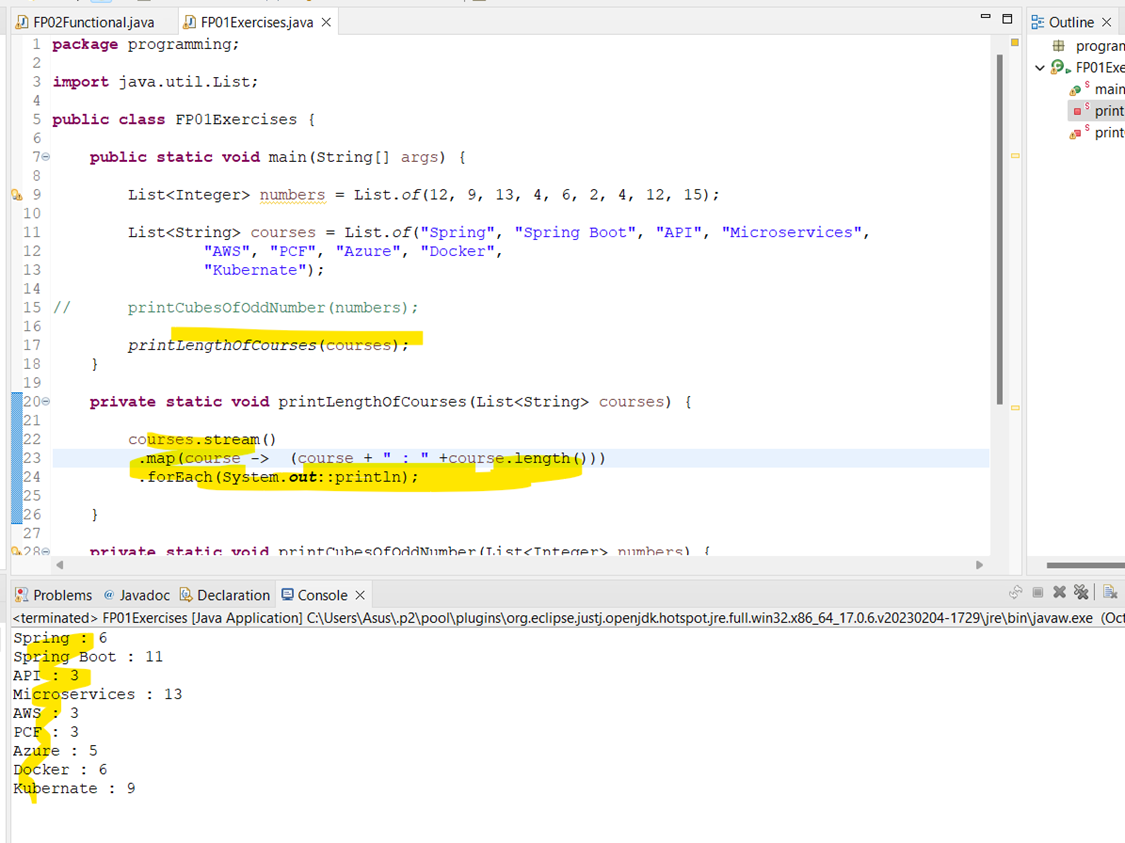 FP02Functional.java
FP01Exercises.java
Outline
1 package programming;
2
3 import java.util.List;
4
5 public class FP01Exercises {
6
7 public static void main(String[] args) {
8
9 List<Integer> numbers = List.of(12, 9, 13, 4, 6, 2, 4, 12, 15);
10
11 List<String> courses = List.of("Spring", "Spring Boot", "API", "Microservices",
12 "AWS", "PCF", "Azure", "Docker",
13 "Kubernate");
14
15 // printCubesOfOddNumber(numbers);
16
17 printLengthOfCourses(courses);
18 }
19
20 private static void printLengthOfCourses(List<String> courses) {
21
22 courses.stream()
23 .map(course -> (course + " : " +course.length()))
24 .forEach(System.out::println);
25
26 }
27
28 private static void printCubesOfOddNumber(List<Integer> numbers) {
program
FP01Exe
main
print
print
Problems
Javadoc
Declaration
Console
<terminated> FP01Exercises [Java Application] C:\Users\Asus\.p2\pool\plugins\org.eclipse.justj.openjdk.hotspot.jre.full.win32.x86_64_17.0.6.v20230204-1729\jre\bin\javaw.exe (Oct
Spring : 6
Spring Boot : 11
API : 3
Microservices : 13
AWS : 3
PCF : 3
Azure : 5
Docker : 6
Kubernate : 9